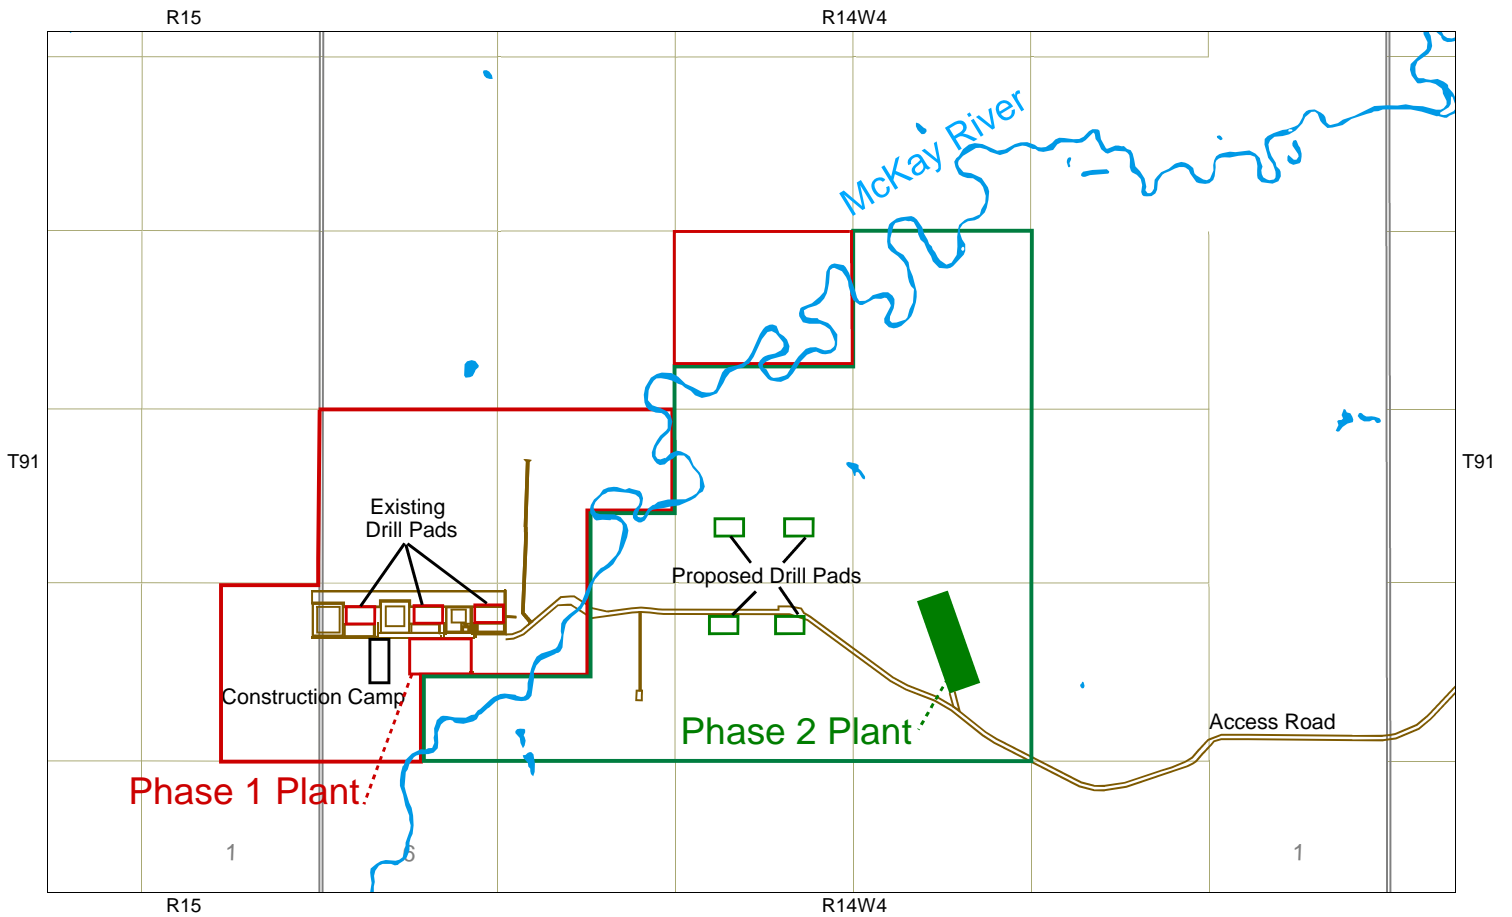 R15
R14W4
McKay River
T91
T91
Existing
Drill Pads
Proposed Drill Pads
Construction Camp
Phase 2 Plant
Access Road
Phase 1 Plant
1
6
1
R15
R14W4